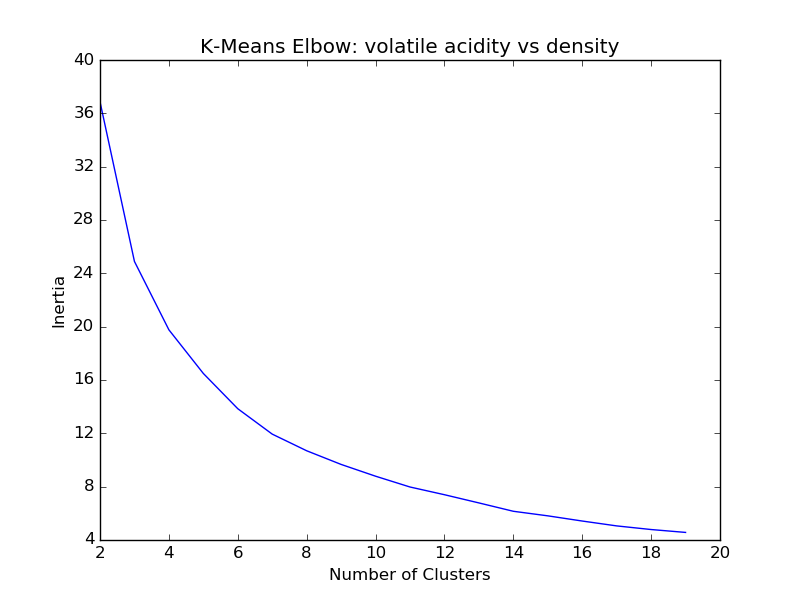 K-Means Elbow: volatile acidity vs density
40
36
32
28
24
20
16
12
8
4
Inertia
2 4 6 8 10 12 14 16 18 20
Number of Clusters